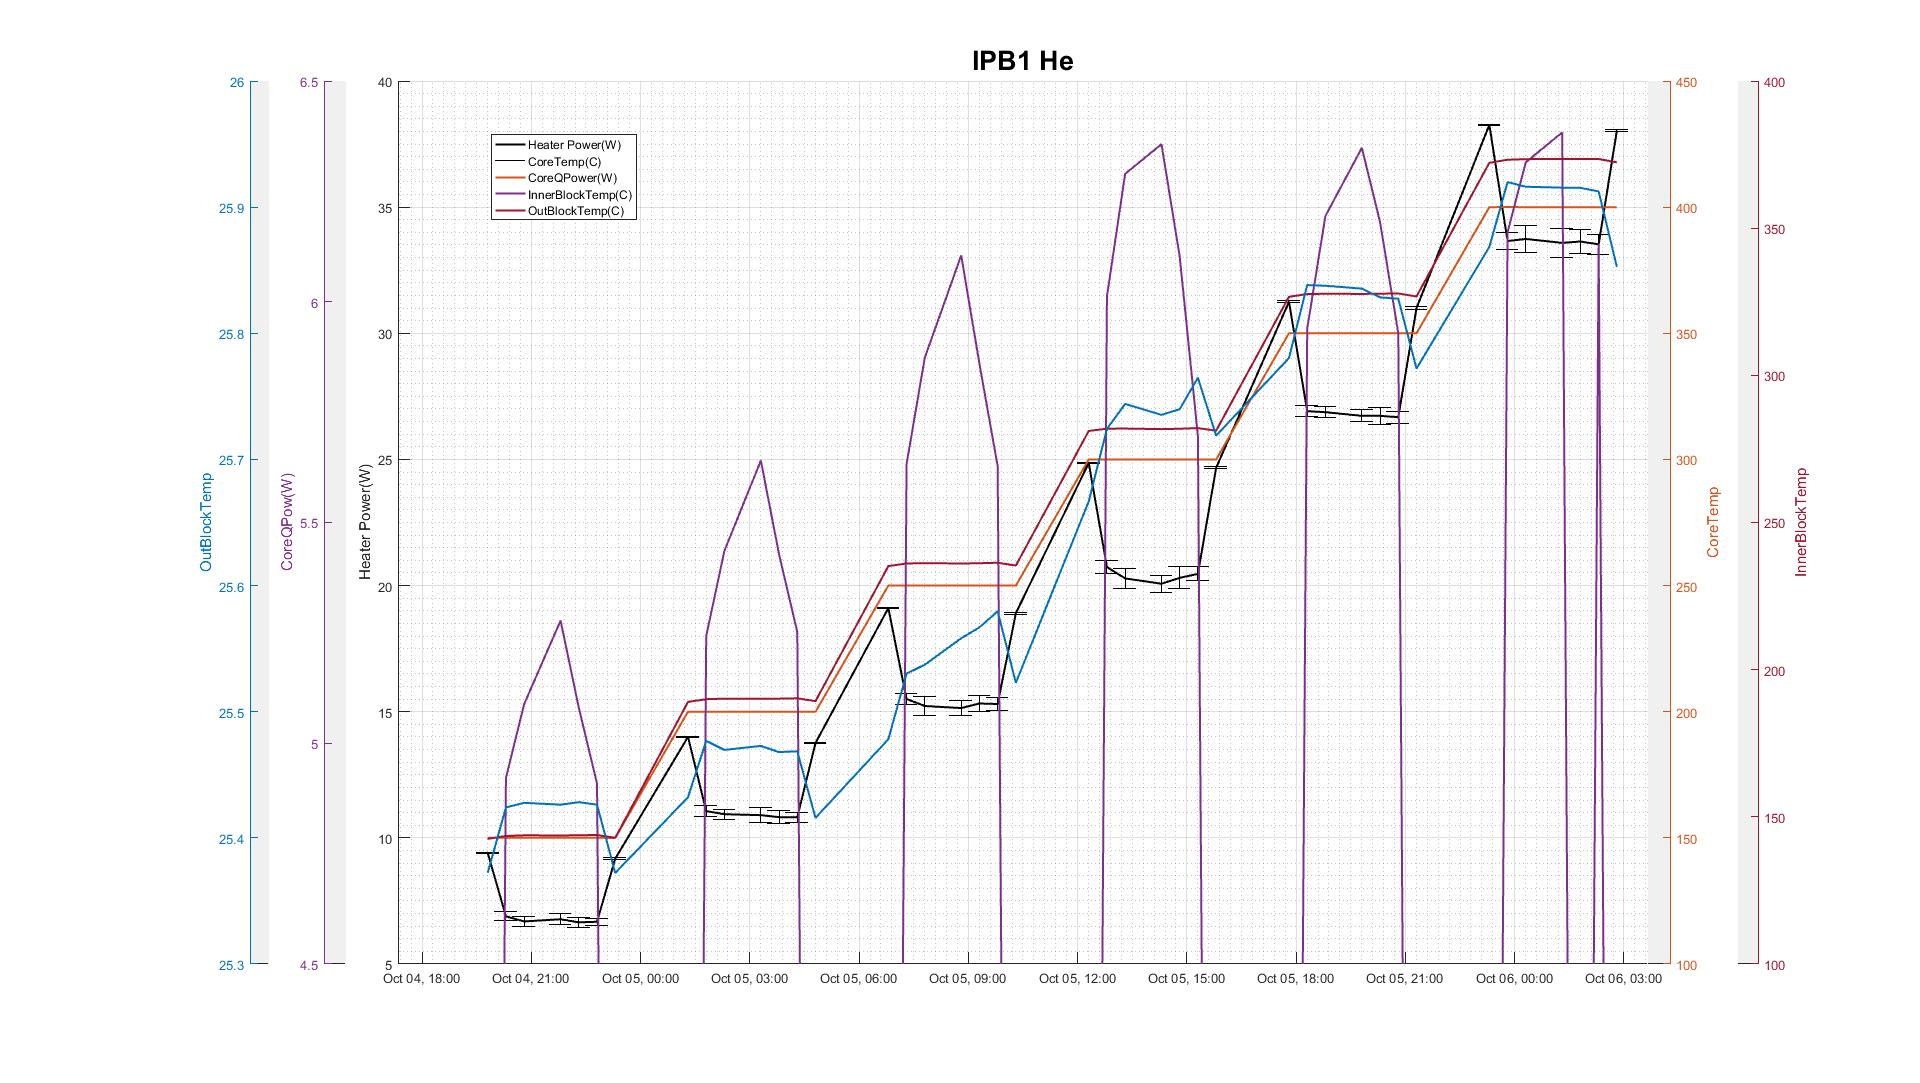 IPB1 He
Heater Power(W)
CoreTemp(C)
CoreQPower(W)
InnerBlockTemp(C)
OutBlockTemp(C)
OutBlockTemp
26
25.9
25.8
25.7
25.6
25.5
25.4
25.3
CoreQPow(W)
6.5
6
5.5
5
4.5
Heater Power(W)
40
35
30
25
20
15
10
5
Oct 04, 18:00
Oct 04, 21:00
Oct 05, 00:00
Oct 05, 03:00
Oct 05, 06:00
Oct 05, 09:00
Oct 05, 12:00
Oct 05, 15:00
Oct 05, 18:00
Oct 05, 21:00
Oct 06, 00:00
Oct 06, 03:00
450
400
350
300
250
200
150
100
CoreTemp
400
350
300
250
200
150
100
InnerBlockTemp